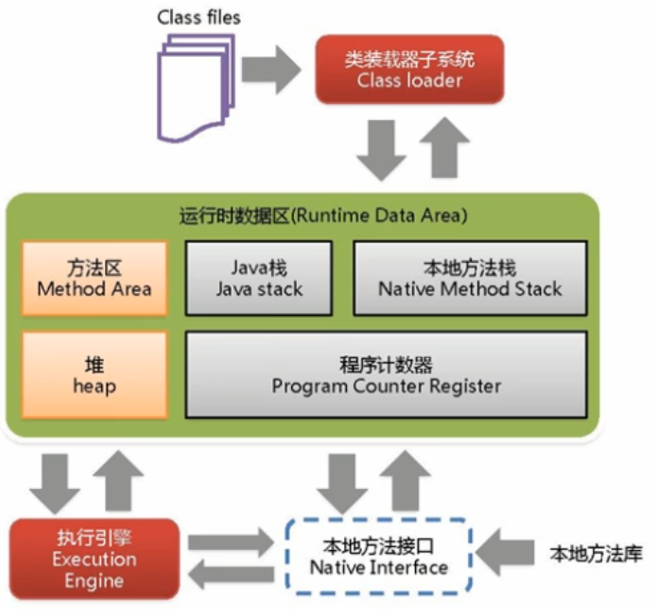 Class files
类装载器子系统
Class loader
运行时数据区(Runtime Data Area)
方法区
Method Area
Java栈
Java stack
本地方法栈
Native Method Stack
堆
heap
程序计数器
Program Counter Register
执行引擎
Execution
Engine
本地方法接口
Native Interface
本地方法库